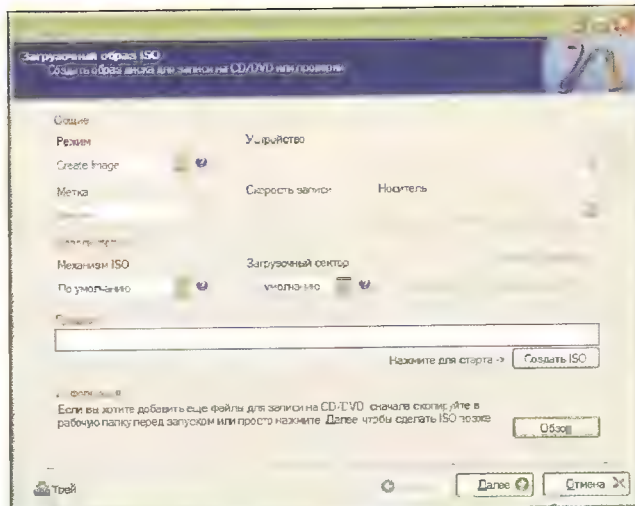 Загрузочный образ ISO
Создать образ диска для записи на CD/DVD или проверки
Общие
Режим
Устройство
Create Image
Метка
Скорость записи
Носитель
Механизм ISO
Загрузочный сектор
По умолчанию
умолчанию
Нажмите для старта ->
Создать ISO
Если вы хотите добавить еще файлы для записи на CD/DVD сначала скопируйте в
рабочую папку перед запуском или просто нажмите Далее чтобы сделать ISO позже
Обзор
Трей
Далее
Отмена